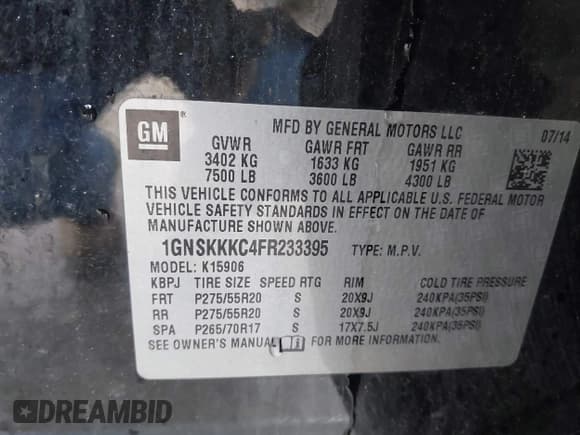 GM ®
MFD BY GENERAL MOTORS LLC 07/14
GVWR GAWR FRT GAWR RR
3402 KG 1633 KG 1951 KG
7500 LB 3600 LB 4300 LB
THIS VEHICLE CONFORMS TO ALL APPLICABLE U.S. FEDERAL MOTOR
VEHICLE SAFETY STANDARDS IN EFFECT ON THE DATE OF
MANUFACTURE SHOWN ABOVE.
1GNSKKKC4FR233395 TYPE: M.P.V.
MODEL: K15906
KBPJ TIRE SIZE SPEED RTG RIM COLD TIRE PRESSURE
FRT P275/55R20 S 20X9J 240KPA(35PSI)
RR P275/55R20 S 20X9J 240KPA(35PSI)
SPA P265/70R17 S 17X7.5J 240KPA(35PSI)
SEE OWNER'S MANUAL FOR MORE INFORMATION.
DREAMBID